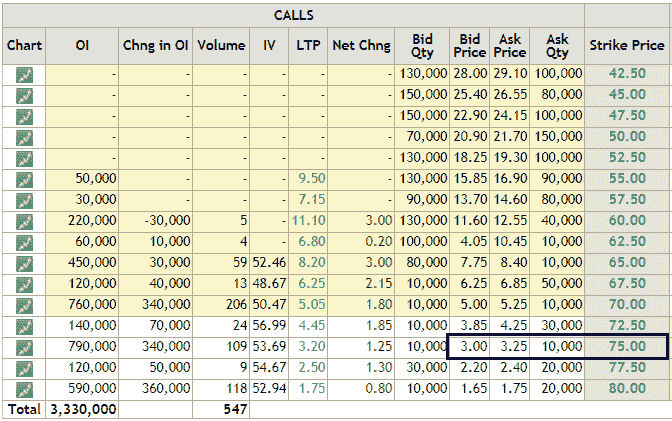 CALLS
Chart OI Chng in OI Volume IV LTP Net Chng Bid Qty Bid Price Ask Price Ask Qty Strike Price
- - - - - - 130,000 28.00 29.10 100,000 42.50
- - - - - - 150,000 25.40 26.55 80,000 45.00
- - - - - - 150,000 22.90 24.15 100,000 47.50
- - - - - - 70,000 20.90 21.70 150,000 50.00
- - - - - - 130,000 18.25 19.30 100,000 52.50
50,000 - - - 9.50 - 130,000 15.85 16.90 90,000 55.00
30,000 - - - 7.15 - 90,000 13.70 14.60 80,000 57.50
220,000 -30,000 5 - 11.10 3.00 130,000 11.60 12.55 40,000 60.00
60,000 10,000 4 - 6.80 0.20 100,000 4.05 10.45 10,000 62.50
450,000 30,000 59 52.46 8.20 3.00 80,000 7.75 8.40 10,000 65.00
120,000 40,000 13 48.67 6.25 2.15 10,000 6.25 6.85 50,000 67.50
760,000 340,000 206 50.47 5.05 1.80 10,000 5.00 5.25 10,000 70.00
140,000 70,000 24 56.99 4.45 1.85 10,000 3.85 4.25 30,000 72.50
790,000 340,000 109 53.69 3.20 1.25 10,000 3.00 3.25 10,000 75.00
120,000 50,000 9 54.67 2.50 1.30 30,000 2.20 2.40 20,000 77.50
590,000 360,000 118 52.94 1.75 0.80 10,000 1.65 1.75 20,000 80.00
Total 3,330,000 547